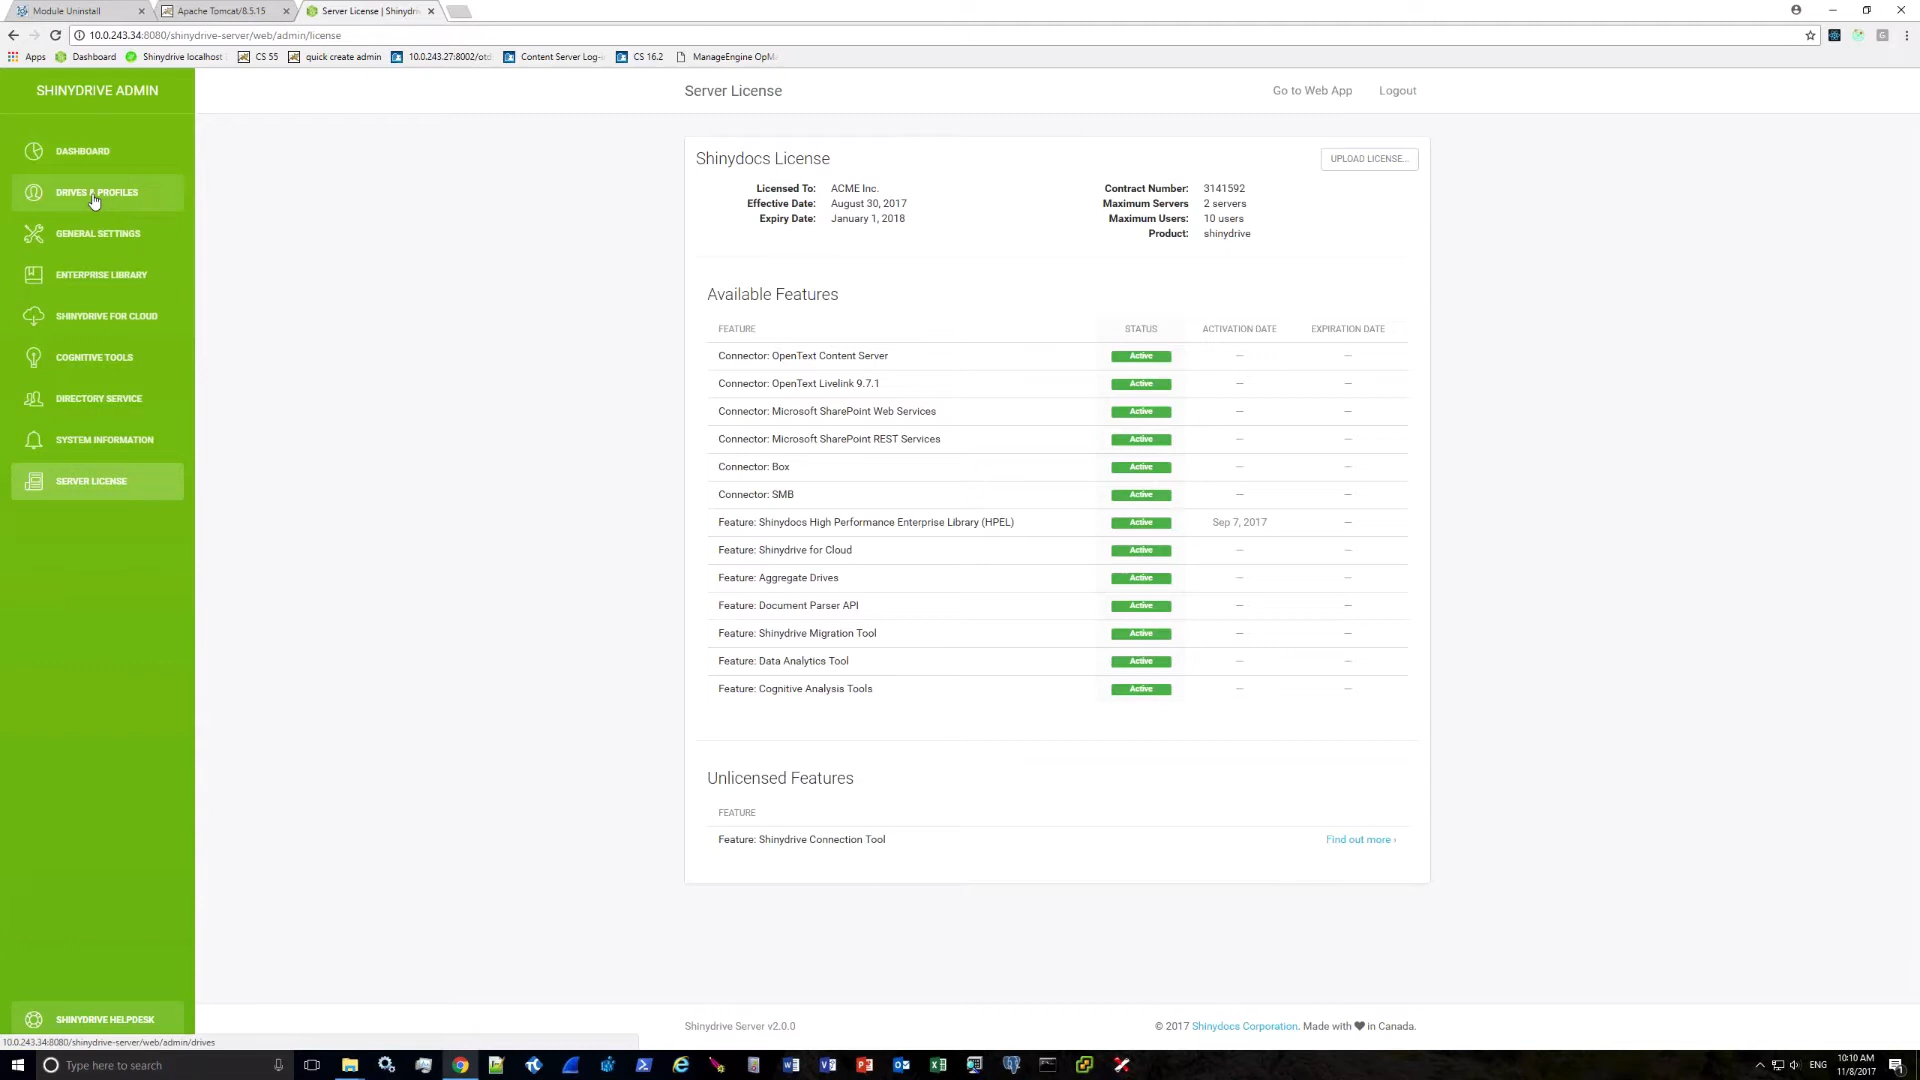 Module Uninstall
Apache Tomcat/8.5.15
Server License | Shinydri
10.0.243.34:8080/shinydrive-server/web/admin/license
Apps Dashboard Shinydrive localhost CS 55 quick create admin 10.0.243.27:8002/otd Content Server Log-i CS 16.2 ManageEngine OpM
SHINYDRIVE ADMIN
Server License
Go to Web App
Logout
DASHBOARD
DRIVES & PROFILES
GENERAL SETTINGS
ENTERPRISE LIBRARY
SHINYDRIVE FOR CLOUD
COGNITIVE TOOLS
DIRECTORY SERVICE
SYSTEM INFORMATION
SERVER LICENSE
SHINYDRIVE HELPDESK
Shinydocs License
UPLOAD LICENSE...
Licensed To: ACME Inc.
Effective Date: August 30, 2017
Expiry Date: January 1, 2018
Contract Number: 3141592
Maximum Servers 2 servers
Maximum Users: 10 users
Product: shinydrive
Available Features
FEATURE STATUS ACTIVATION DATE EXPIRATION DATE
Connector: OpenText Content Server Active — —
Connector: OpenText Livelink 9.7.1 Active — —
Connector: Microsoft SharePoint Web Services Active — —
Connector: Microsoft SharePoint REST Services Active — —
Connector: Box Active — —
Connector: SMB Active — —
Feature: Shinydocs High Performance Enterprise Library (HPEL) Active Sep 7, 2017 —
Feature: Shinydrive for Cloud Active — —
Feature: Aggregate Drives Active — —
Feature: Document Parser API Active — —
Feature: Shinydrive Migration Tool Active — —
Feature: Data Analytics Tool Active — —
Feature: Cognitive Analysis Tools Active — —
Unlicensed Features
FEATURE
Feature: Shinydrive Connection Tool Find out more ›
Shinydrive Server v2.0.0
© 2017 Shinydocs Corporation. Made with ♥ in Canada.
10.0.243.34:8080/shinydrive-server/web/admin/drives
Type here to search
ENG
10:10 AM
11/8/2017